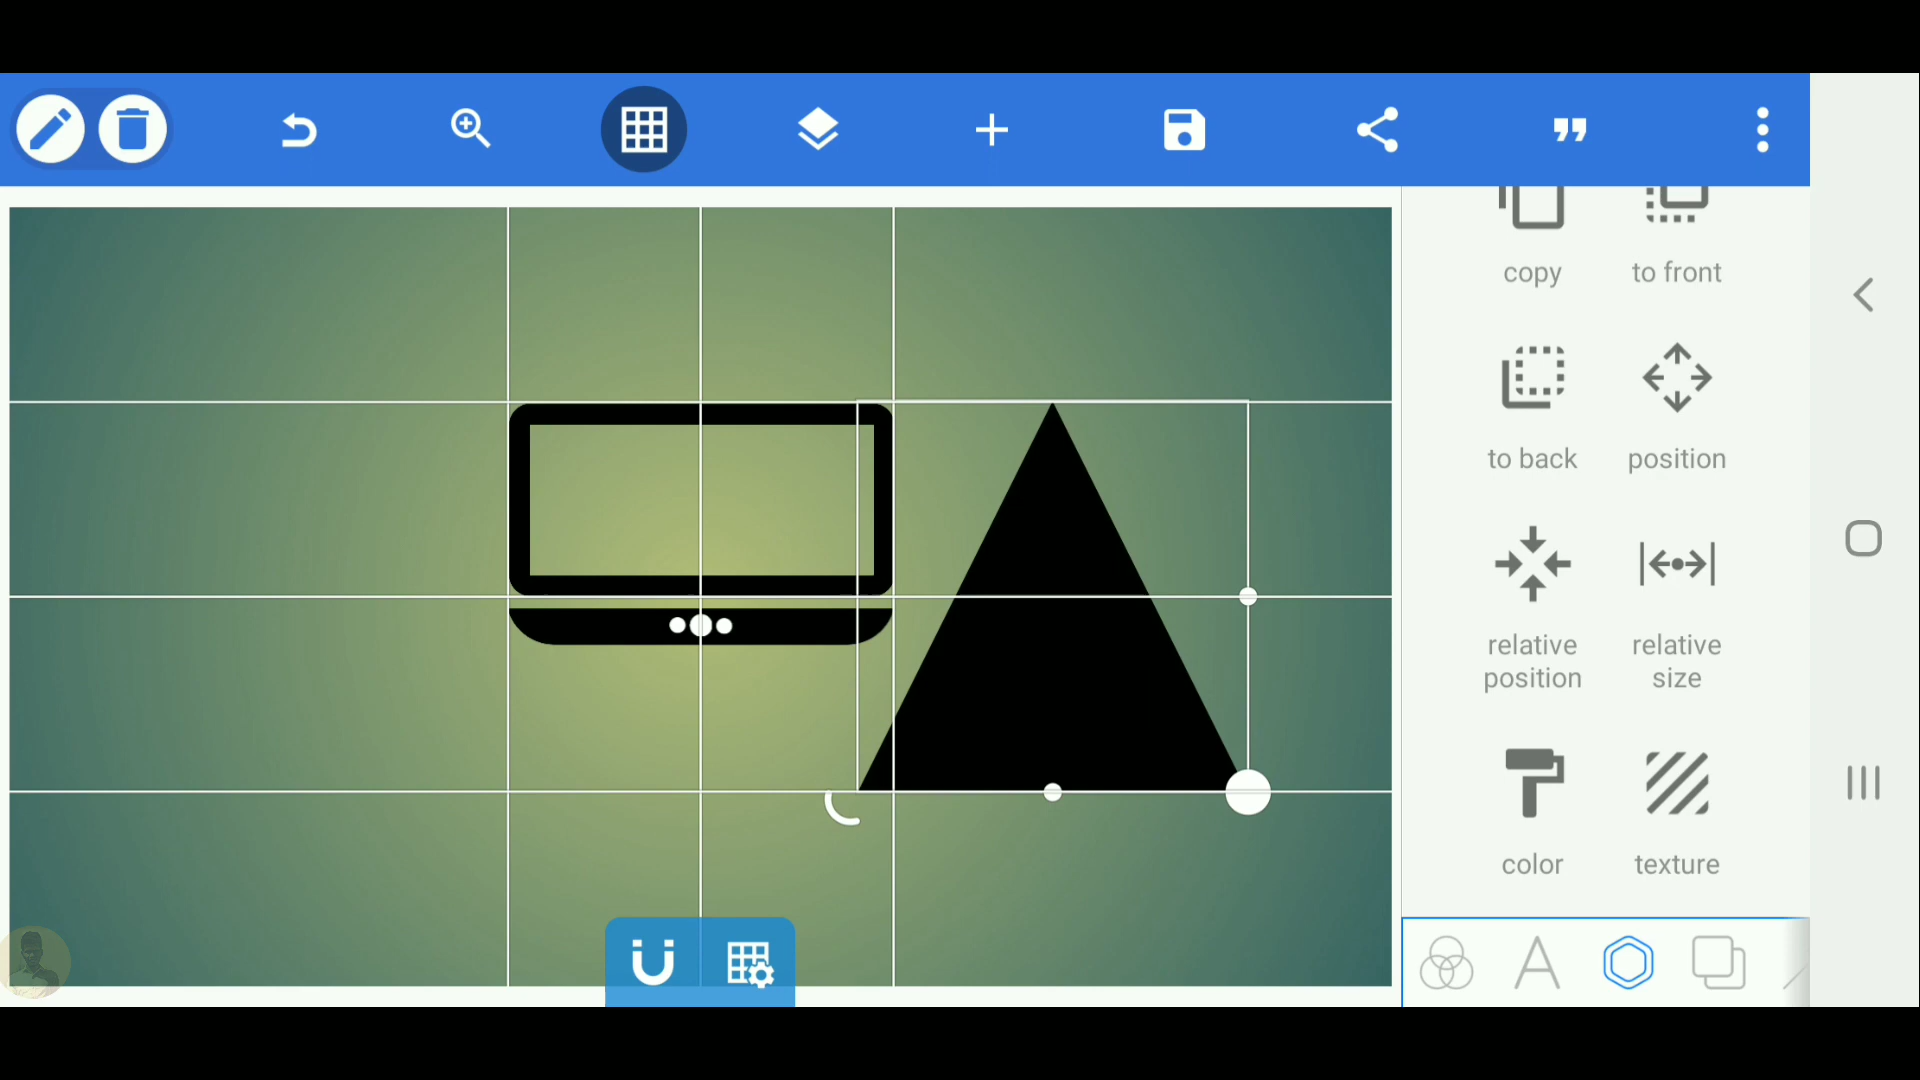 copy
to front
to back
position
relative
position
relative
size
color
texture